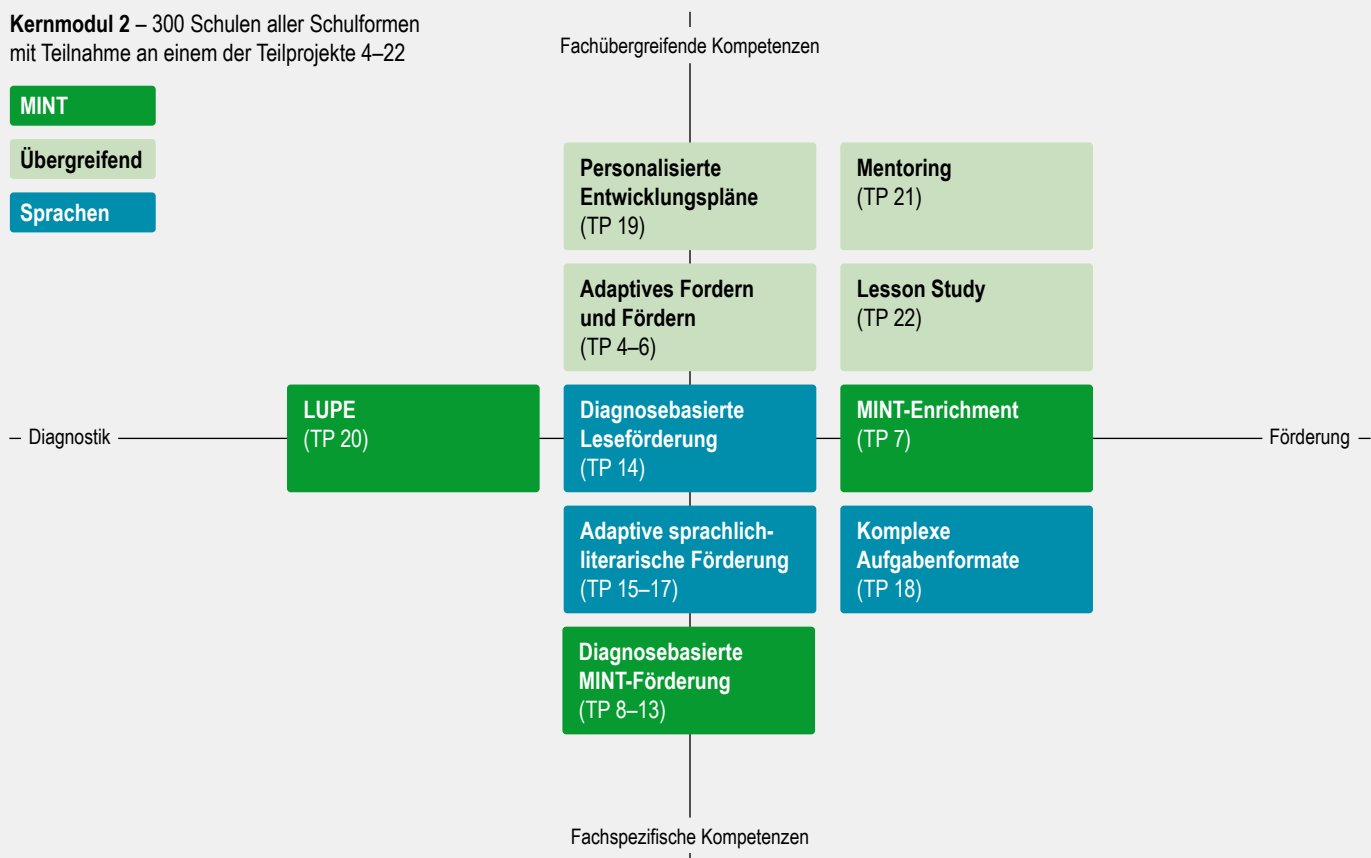 Kernmodul 2 – 300 Schulen aller Schulformen
mit Teilnahme an einem der Teilprojekte 4–22
MINT
Übergreifend
Sprachen
Fachübergreifende Kompetenzen
Personalisierte
Entwicklungspläne
(TP 19)
Mentoring
(TP 21)
Adaptives Fordern
und Fördern
(TP 4–6)
Lesson Study
(TP 22)
Diagnostik
LUPE
(TP 20)
Diagnosebasierte
Leseförderung
(TP 14)
MINT-Enrichment
(TP 7)
Förderung
Adaptive sprachlich-
literarische Förderung
(TP 15–17)
Komplexe
Aufgabenformate
(TP 18)
Diagnosebasierte
MINT-Förderung
(TP 8–13)
Fachspezifische Kompetenzen